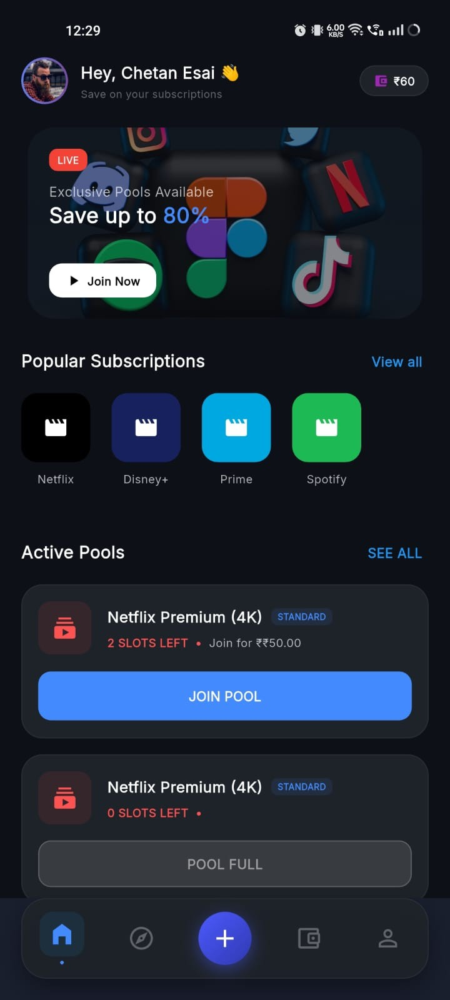 12:29
6.00
KB/S
Hey, Chetan Esai 👋
Save on your subscriptions
₹60
LIVE
Exclusive Pools Available
Save up to 80%
Join Now
Popular Subscriptions
View all
Netflix
Disney+
Prime
Spotify
Active Pools
SEE ALL
Netflix Premium (4K)
STANDARD
2 SLOTS LEFT • Join for ₹₹50.00
JOIN POOL
Netflix Premium (4K)
STANDARD
0 SLOTS LEFT •
POOL FULL